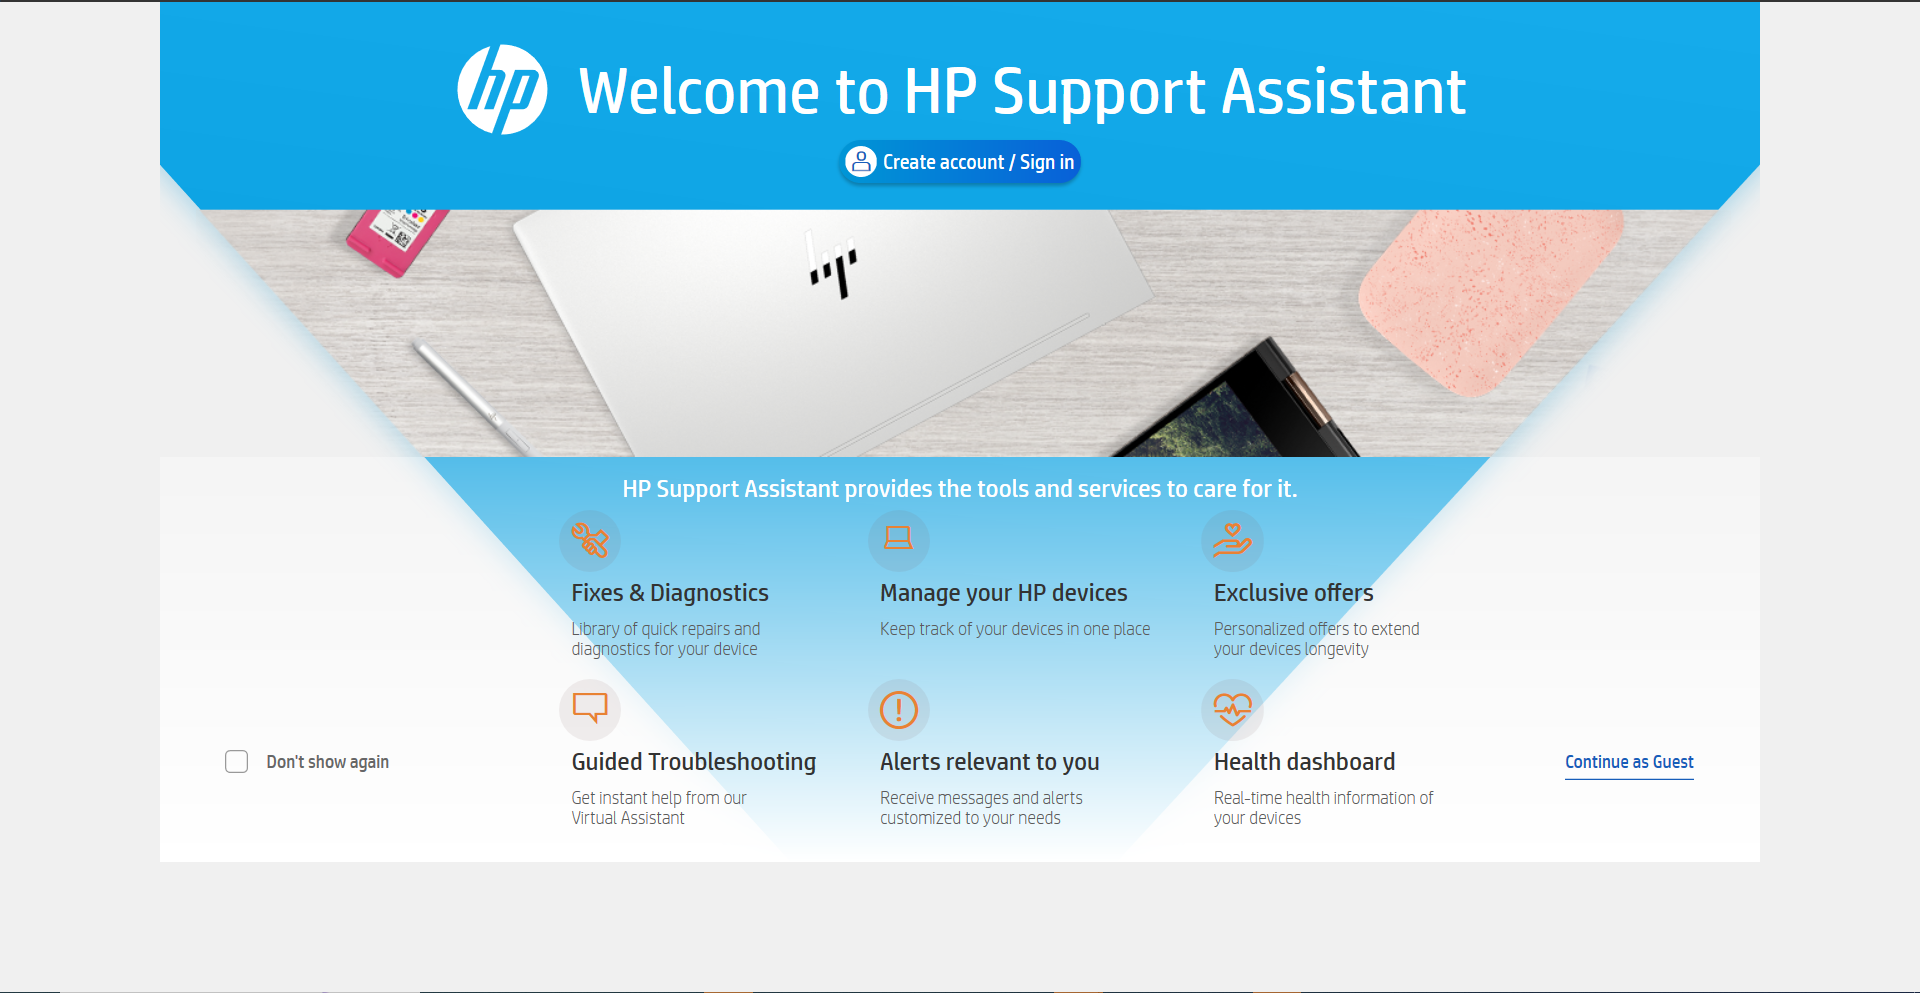 hp
Welcome to HP Support Assistant
Create account / Sign in
HP Support Assistant provides the tools and services to care for it.
Fixes & Diagnostics
Library of quick repairs and
diagnostics for your device
Manage your HP devices
Keep track of your devices in one place
Exclusive offers
Personalized offers to extend
your devices longevity
Guided Troubleshooting
Get instant help from our
Virtual Assistant
Alerts relevant to you
Receive messages and alerts
customized to your needs
Health dashboard
Real-time health information of
your devices
Don't show again
Continue as Guest